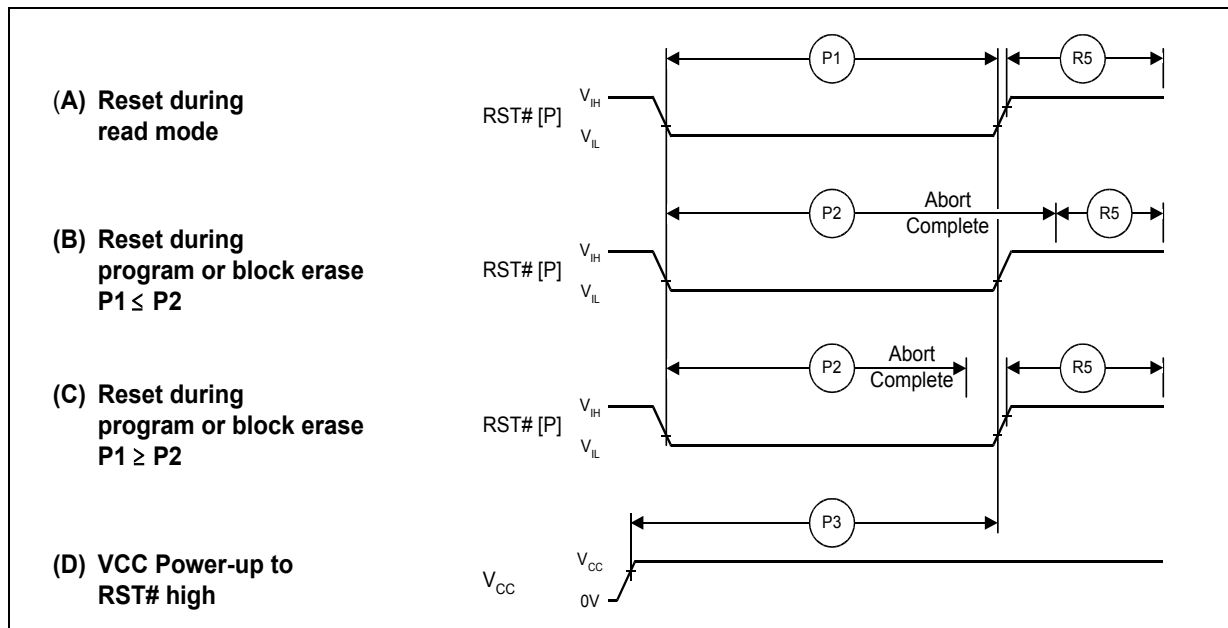 P1
R5
(A) Reset during
read mode
RST# [P]
VIH
VIL
P2
Abort
Complete
R5
(B) Reset during
program or block erase
P1 ≤ P2
RST# [P]
VIH
VIL
P2
Abort
Complete
R5
(C) Reset during
program or block erase
P1 ≥ P2
RST# [P]
VIH
VIL
P3
(D) VCC Power-up to
RST# high
VCC
VCC
0V